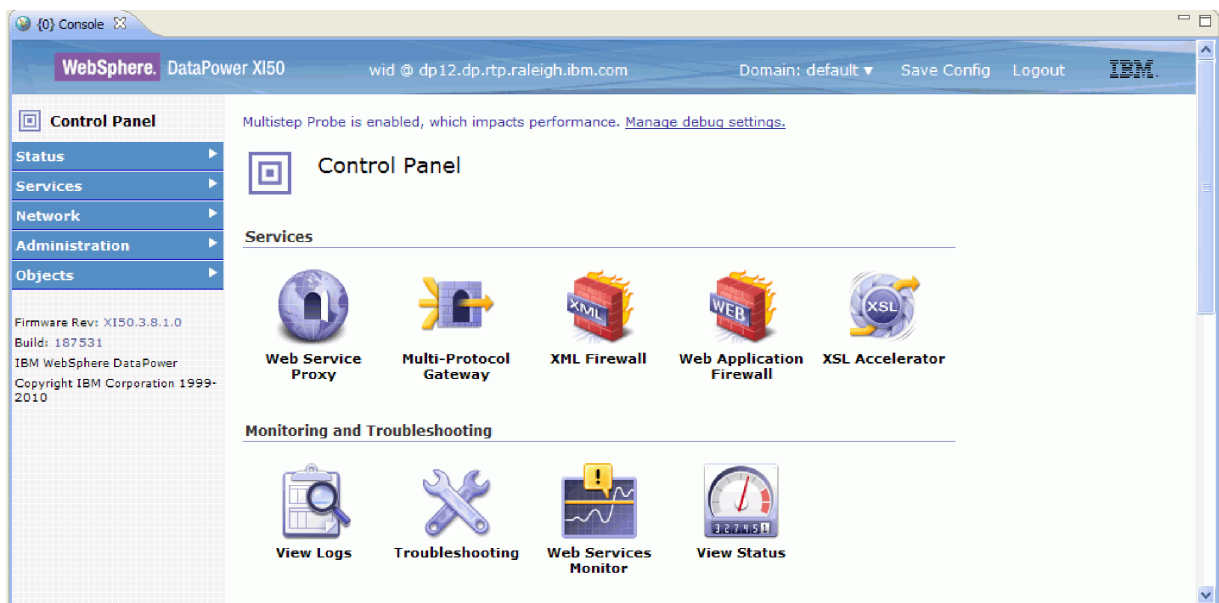 {0} Console
WebSphere. DataPower XI50
wid @ dp12.dp.rtp.raleigh.ibm.com
Domain: default
Save Config
Logout
IBM.
Control Panel
Status
Services
Network
Administration
Objects
Firmware Rev: XI50.3.8.1.0
Build: 187531
IBM WebSphere DataPower
Copyright IBM Corporation 1999-
2010
Multistep Probe is enabled, which impacts performance. Manage debug settings.
Control Panel
Services
XML
WEB
XSL
Web Service
Proxy
Multi-Protocol
Gateway
XML Firewall
Web Application
Firewall
XSL Accelerator
Monitoring and Troubleshooting
View Logs
Troubleshooting
Web Services
Monitor
View Status